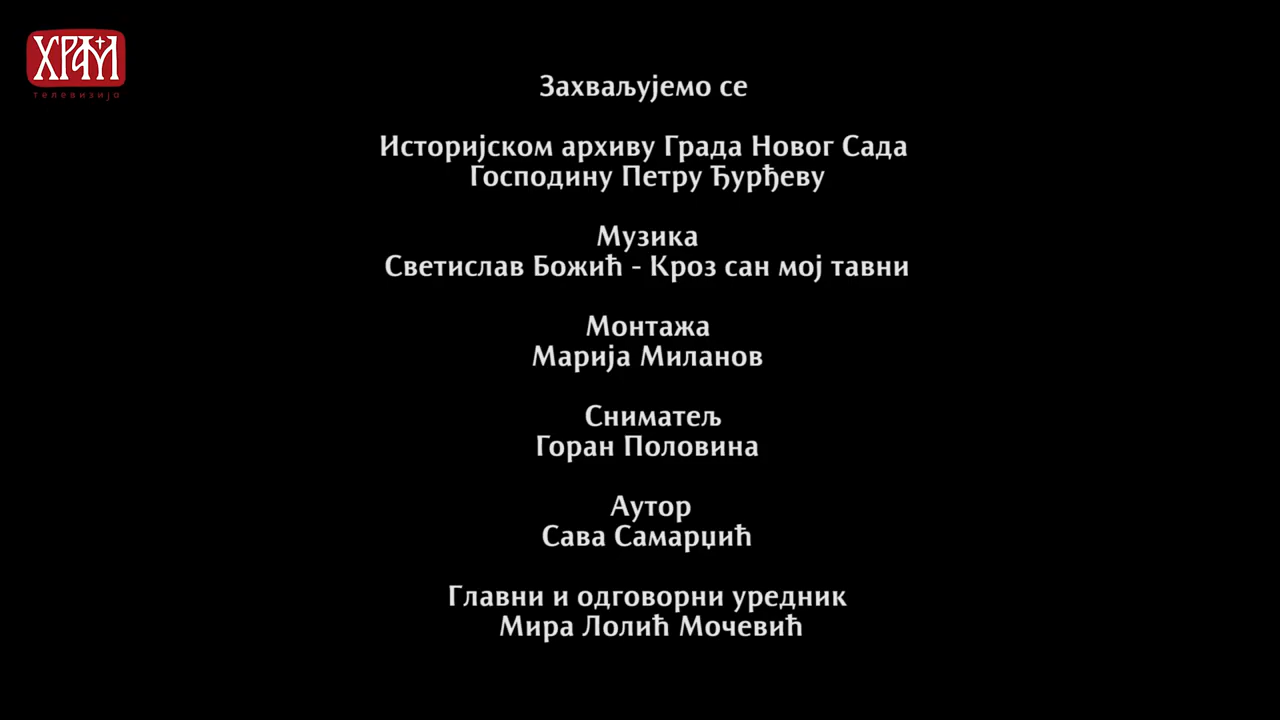 ХРАМ
телевизија
Захваљујемо се
Историјском архиву Града Новог Сада
Господину Петру Ђурђеву
Музика
Светислав Божић - Кроз сан мој тавни
Монтажа
Марија Миланов
Сниматељ
Горан Половина
Аутор
Сава Самарџић
Главни и одговорни уредник
Мира Лолић Мочевић